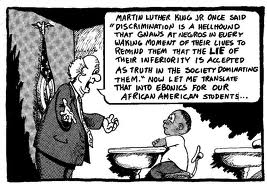 MARTIN LUTHER KING JR ONCE SAID
"DISCRIMINATION IS A HELLHOUND
THAT GNAWS AT NEGROS IN EVERY
WAKING MOMENT OF THEIR LIVES TO
REMIND THEM THAT THE LIE OF
THEIR INFERIORITY IS ACCEPTED
AS TRUTH IN THE SOCIETY DOMINATING
THEM." NOW LET ME TRANSLATE
THAT INTO EBONICS FOR OUR
AFRICAN AMERICAN STUDENTS...